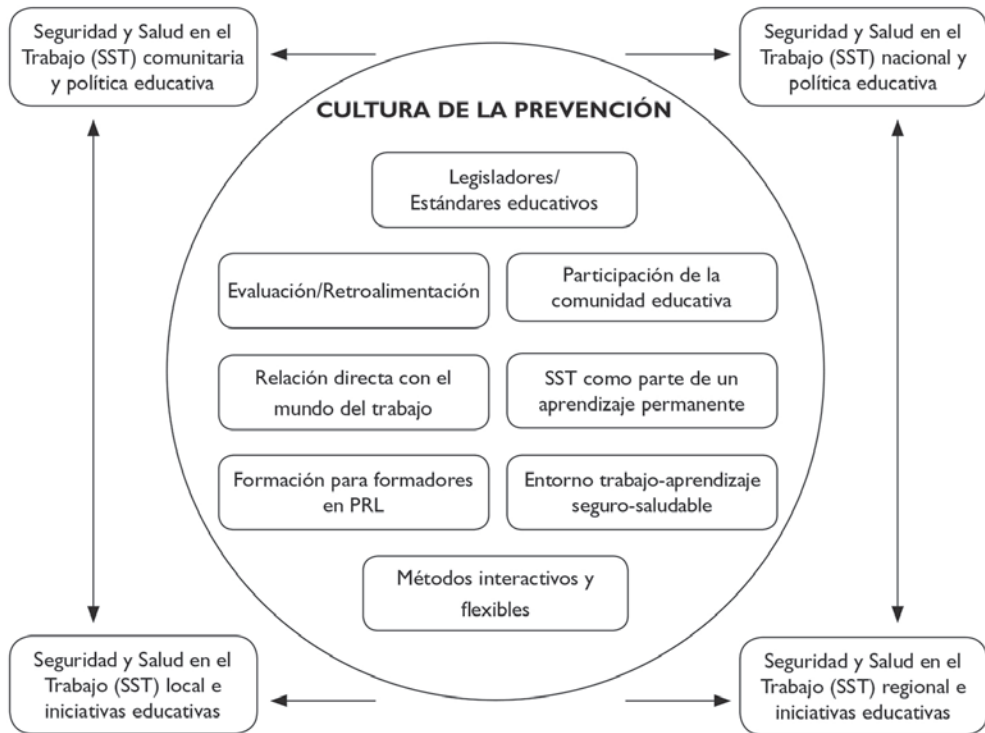 Seguridad y Salud en el
Trabajo (SST) comunitaria
y política educativa
Seguridad y Salud en el
Trabajo (SST) nacional y
política educativa
CULTURA DE LA PREVENCIÓN
Legisladores/
Estándares educativos
Evaluación/Retroalimentación
Participación de la
comunidad educativa
Relación directa con el
mundo del trabajo
SST como parte de un
aprendizaje permanente
Formación para formadores
en PRL
Entorno trabajo-aprendizaje
seguro-saludable
Métodos interactivos y
flexibles
Seguridad y Salud en el
Trabajo (SST) local e
iniciativas educativas
Seguridad y Salud en el
Trabajo (SST) regional e
iniciativas educativas